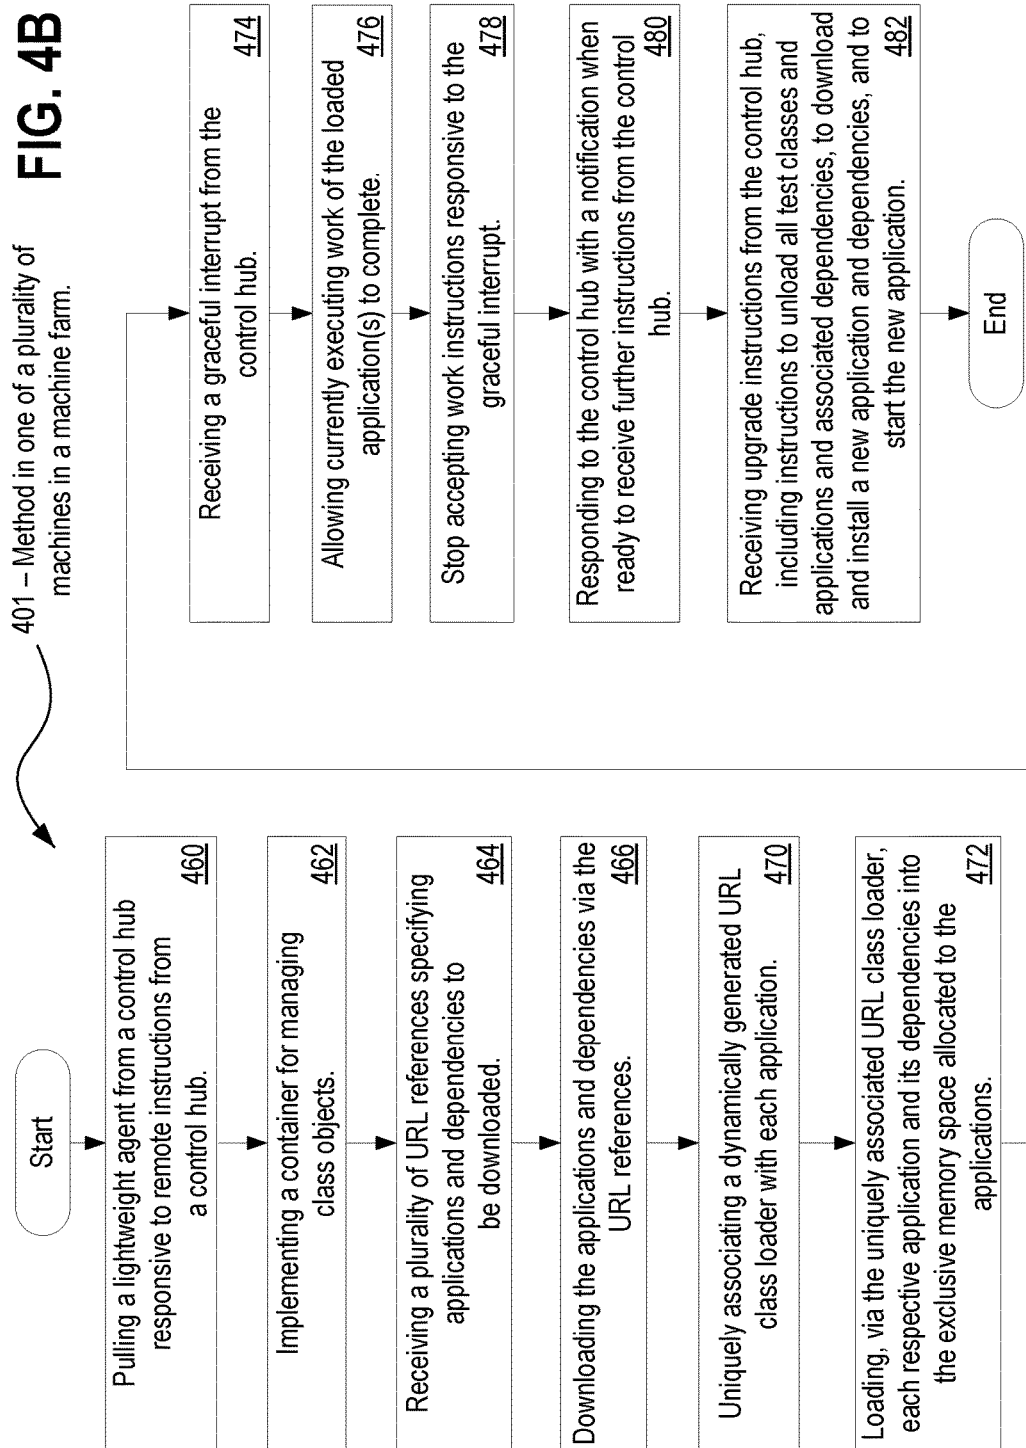 401 – Method in one of a plurality of
machines in a machine farm.
FIG. 4B
Start
Pulling a lightweight agent from a control hub
responsive to remote instructions from
a control hub.
460
Implementing a container for managing
class objects.
462
Receiving a plurality of URL references specifying
applications and dependencies to
be downloaded.
464
Downloading the applications and dependencies via the
URL references.
466
Uniquely associating a dynamically generated URL
class loader with each application.
470
Loading, via the uniquely associated URL class loader,
each respective application and its dependencies into
the exclusive memory space allocated to the
applications.
472
Receiving a graceful interrupt from the
control hub.
474
Allowing currently executing work of the loaded
application(s) to complete.
476
Stop accepting work instructions responsive to the
graceful interrupt.
478
Responding to the control hub with a notification when
ready to receive further instructions from the control
hub.
480
Receiving upgrade instructions from the control hub,
including instructions to unload all test classes and
applications and associated dependencies, to download
and install a new application and dependencies, and to
start the new application.
482
End